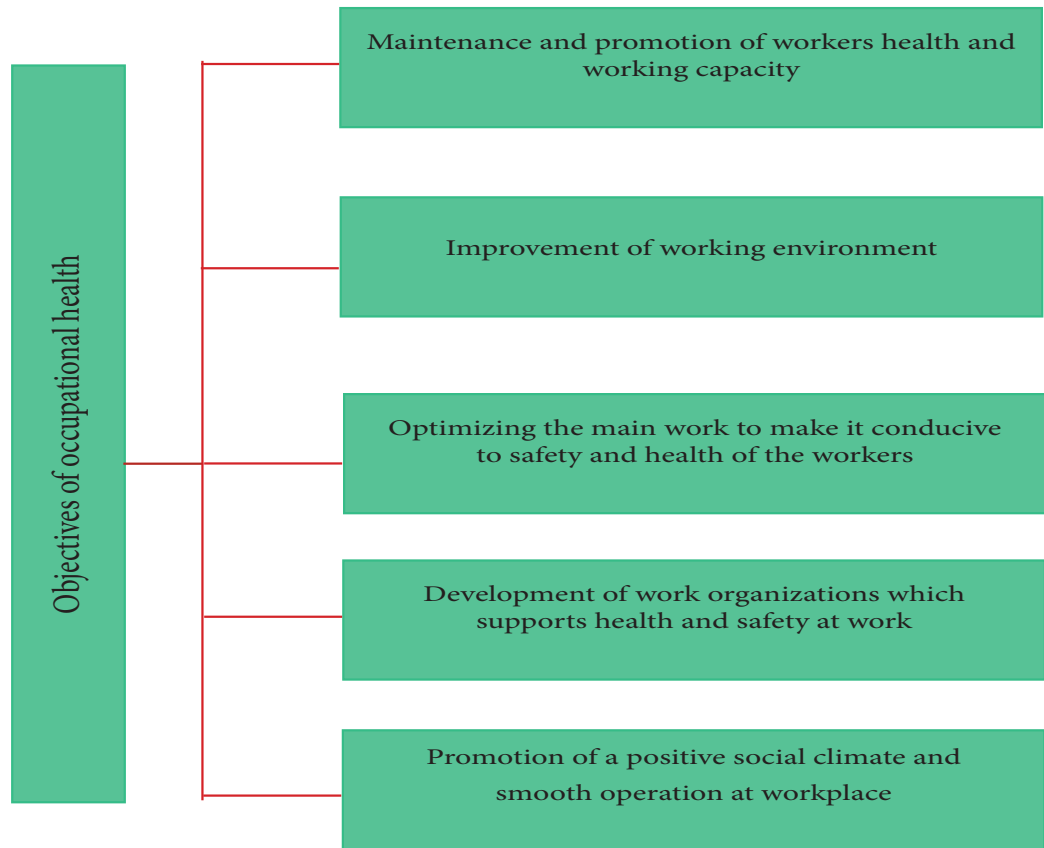 Objectives of occupational health
Maintenance and promotion of workers health and
working capacity
Improvement of working environment
Optimizing the main work to make it conducive
to safety and health of the workers
Development of work organizations which
supports health and safety at work
Promotion of a positive social climate and
smooth operation at workplace